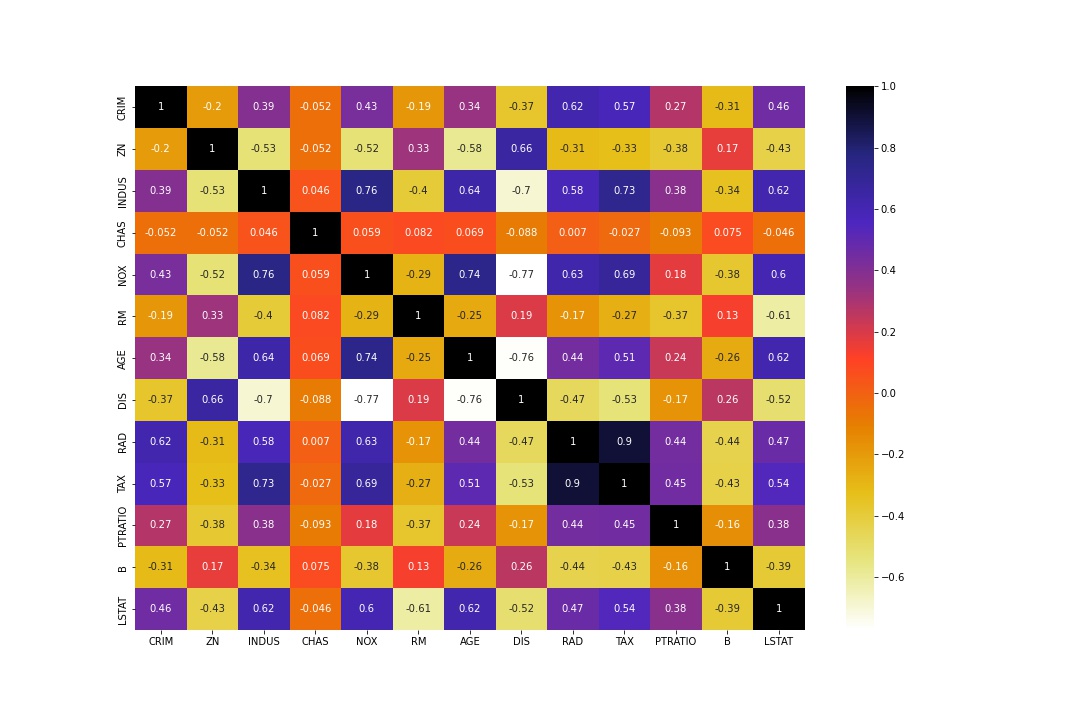 CRIM 1 -0.2 0.39 -0.052 0.43 -0.19 0.34 -0.37 0.62 0.57 0.27 -0.31 0.46
ZN -0.2 1 -0.53 -0.052 -0.52 0.33 -0.58 0.66 -0.31 -0.33 -0.38 0.17 -0.43
INDUS 0.39 -0.53 1 0.046 0.76 -0.4 0.64 -0.7 0.58 0.73 0.38 -0.34 0.62
CHAS -0.052 -0.052 0.046 1 0.059 0.082 0.069 -0.088 0.007 -0.027 -0.093 0.075 -0.046
NOX 0.43 -0.52 0.76 0.059 1 -0.29 0.74 -0.77 0.63 0.69 0.18 -0.38 0.6
RM -0.19 0.33 -0.4 0.082 -0.29 1 -0.25 0.19 -0.17 -0.27 -0.37 0.13 -0.61
AGE 0.34 -0.58 0.64 0.069 0.74 -0.25 1 -0.76 0.44 0.51 0.24 -0.26 0.62
DIS -0.37 0.66 -0.7 -0.088 -0.77 0.19 -0.76 1 -0.47 -0.53 -0.17 0.26 -0.52
RAD 0.62 -0.31 0.58 0.007 0.63 -0.17 0.44 -0.47 1 0.9 0.44 -0.44 0.47
TAX 0.57 -0.33 0.73 -0.027 0.69 -0.27 0.51 -0.53 0.9 1 0.45 -0.43 0.54
PTRATIO 0.27 -0.38 0.38 -0.093 0.18 -0.37 0.24 -0.17 0.44 0.45 1 -0.16 0.38
B -0.31 0.17 -0.34 0.075 -0.38 0.13 -0.26 0.26 -0.44 -0.43 -0.16 1 -0.39
LSTAT 0.46 -0.43 0.62 -0.046 0.6 -0.61 0.62 -0.52 0.47 0.54 0.38 -0.39 1
CRIM ZN INDUS CHAS NOX RM AGE DIS RAD TAX PTRATIO B LSTAT
1.0
0.8
0.6
0.4
0.2
0.0
−0.2
−0.4
−0.6